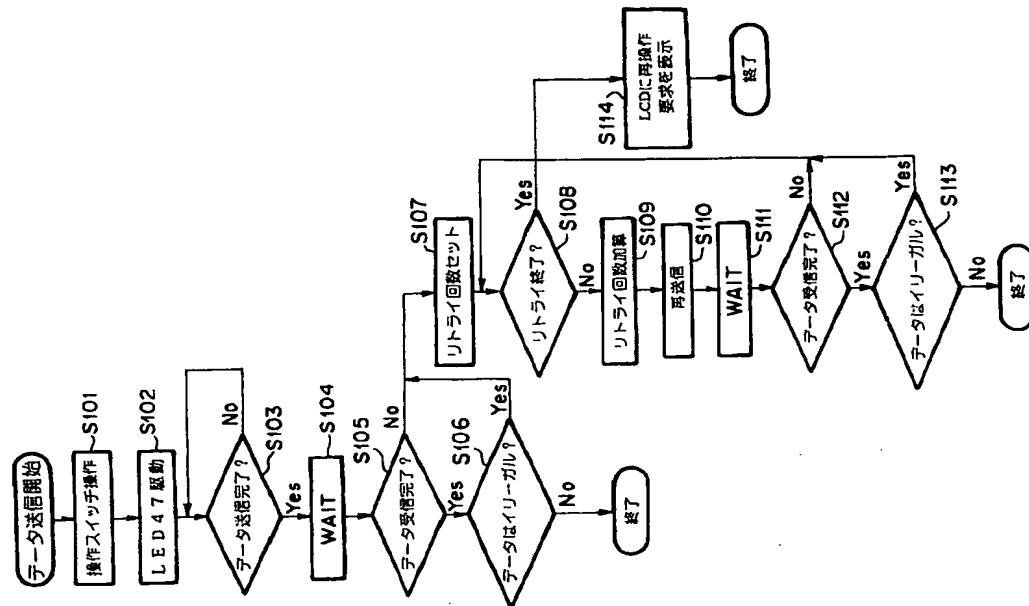 データ送信開始
操作スイッチ操作
S101
LED47駆動
S102
データ送信完了?
S103
No
Yes
WAIT
S104
データ受信完了?
S105
No
Yes
データはイリーガル?
S106
Yes
No
終了
リトライ回数セット
S107
リトライ終了?
S108
Yes
No
リトライ回数加算
S109
再送信
S110
WAIT
S111
データ受信完了?
S112
No
Yes
データはイリーガル?
S113
Yes
No
終了
S114
LCDに再操作
要求を表示
終了